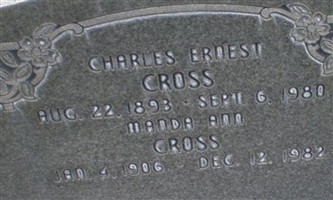 CHARLES ERNEST
CROSS
AUG. 22, 1893 · SEPT. 6, 1980
MANDA ANN
CROSS
JAN. 4, 1906 · DEC. 12, 1982